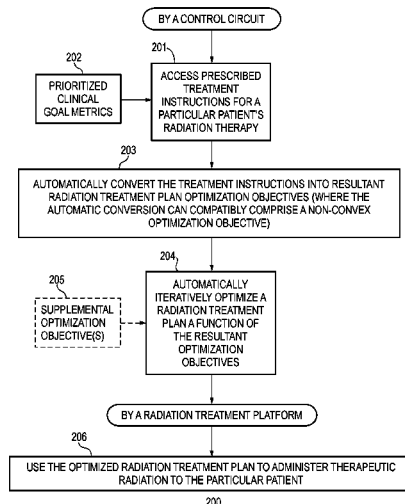 BY A CONTROL CIRCUIT
202
201
PRIORITIZED
CLINICAL
GOAL METRICS
ACCESS PRESCRIBED
TREATMENT
INSTRUCTIONS FOR A
PARTICULAR PATIENT'S
RADIATION THERAPY
203
AUTOMATICALLY CONVERT THE TREATMENT INSTRUCTIONS INTO RESULTANT
RADIATION TREATMENT PLAN OPTIMIZATION OBJECTIVES (WHERE THE
AUTOMATIC CONVERSION CAN COMPATIBLY COMPRISE A NON-CONVEX
OPTIMIZATION OBJECTIVE)
204
205
SUPPLEMENTAL
OPTIMIZATION
OBJECTIVE(S)
AUTOMATICALLY
ITERATIVELY OPTIMIZE A
RADIATION TREATMENT
PLAN A FUNCTION OF
THE RESULTANT
OPTIMIZATION
OBJECTIVES
BY A RADIATION TREATMENT PLATFORM
206
USE THE OPTIMIZED RADIATION TREATMENT PLAN TO ADMINISTER THERAPEUTIC
RADIATION TO THE PARTICULAR PATIENT
200